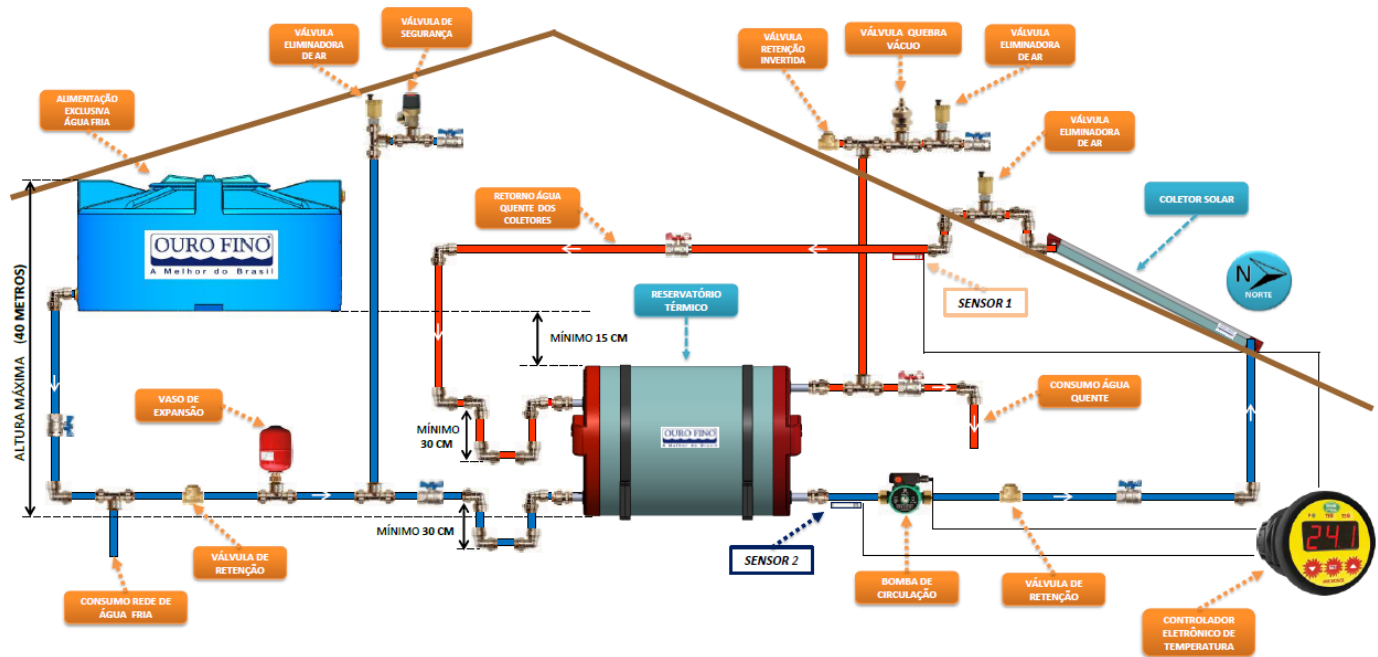 VÁLVULA
ELIMINADORA
DE AR
VÁLVULA DE
SEGURANÇA
VÁLVULA
RETENÇÃO
INVERTIDA
VÁLVULA QUEBRA
VÁCUO
VÁLVULA
ELIMINADORA
DE AR
ALIMENTAÇÃO
EXCLUSIVA
ÁGUA FRIA
VÁLVULA
ELIMINADORA
DE AR
RETORNO ÁGUA
QUENTE DOS
COLETORES
COLETOR SOLAR
OURO FINO
A Melhor do Brasil
N
NORTE
ALTURA MÁXIMA (40 METROS)
RESERVATÓRIO
TÉRMICO
SENSOR 1
MÍNIMO 15 CM
VASO DE
EXPANSÃO
MÍNIMO
30 CM
OURO FINO
CONSUMO ÁGUA
QUENTE
MÍNIMO 30 CM
SENSOR 2
24.1
VÁLVULA DE
RETENÇÃO
BOMBA DE
CIRCULAÇÃO
VÁLVULA DE
RETENÇÃO
CONSUMO REDE DE
ÁGUA FRIA
CONTROLADOR
ELETRÔNICO DE
TEMPERATURA